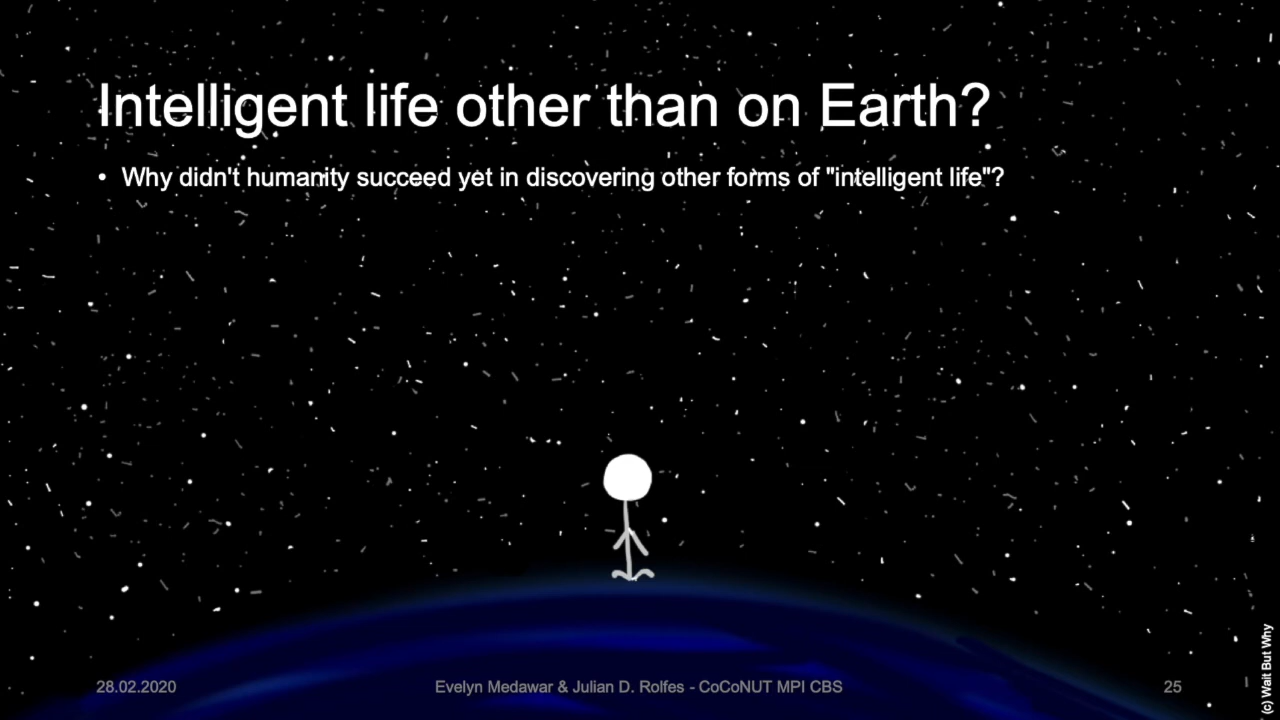 Intelligent life other than on Earth?
• Why didn't humanity succeed yet in discovering other forms of "intelligent life"?
28.02.2020
Evelyn Medawar & Julian D. Rolfes - CoCoNUT MPI CBS
25
(c) Wait But Why